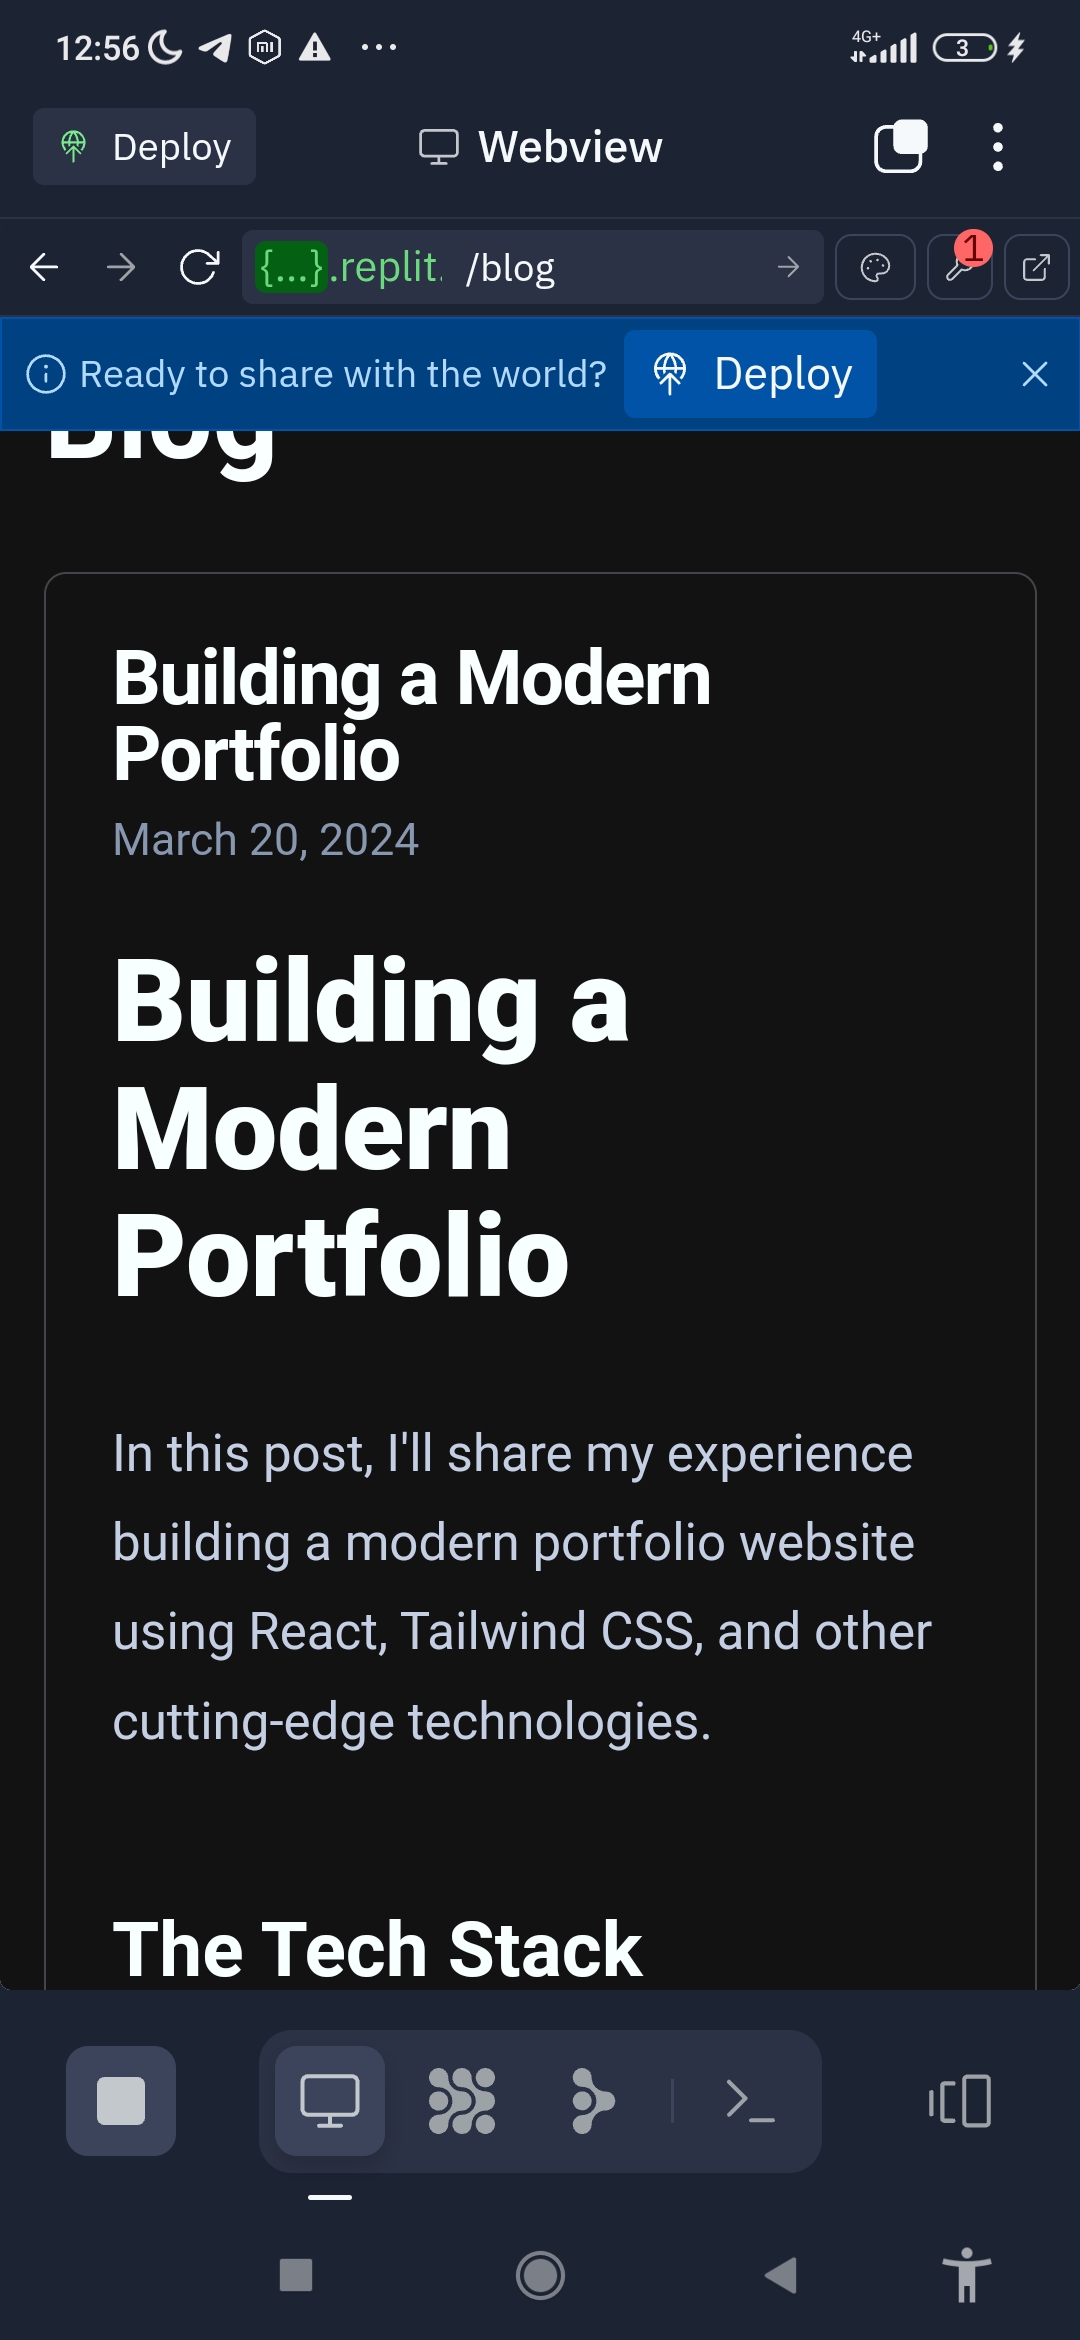 12:56
4G+
3
Deploy
Webview
{...}.replit. /blog
1
Ready to share with the world?
Deploy
Blog
Building a Modern
Portfolio
March 20, 2024
Building a
Modern
Portfolio
In this post, I'll share my experience
building a modern portfolio website
using React, Tailwind CSS, and other
cutting-edge technologies.
The Tech Stack